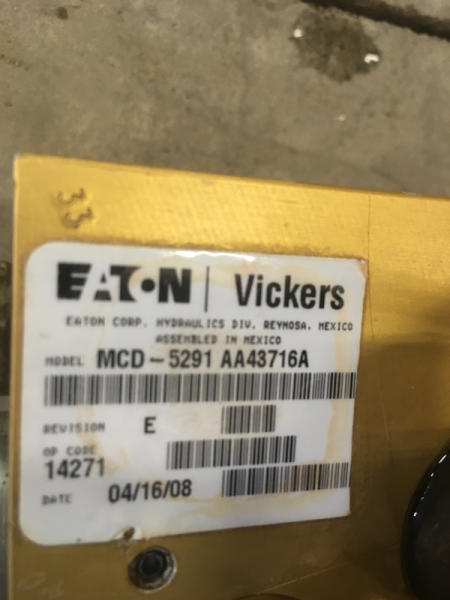 33
EATON | Vickers
EATON CORP. HYDRAULICS DIV. REYNOSA, MEXICO
ASSEMBLED IN MEXICO
MODEL MCD-5291 AA43716A
REVISION E
OP CODE
14271
DATE 04/16/08